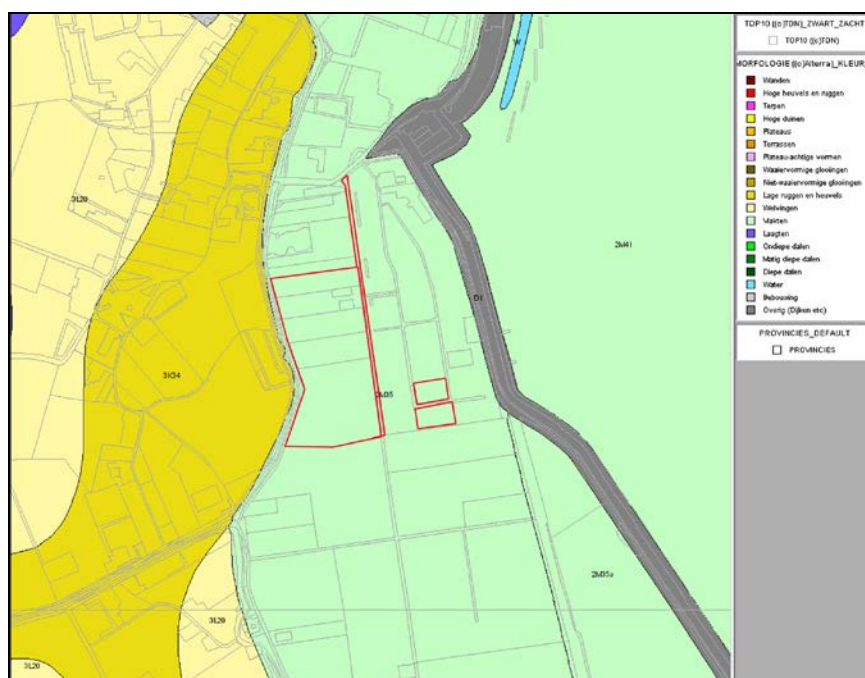 TOP10 ((c)TDN)_ZWART_ZACHT
TOP10 ((c)TDN)
MORFOLOGIE ((c)Alterra)_KLEUR
Wanden
Hoge heuvels en ruggen
Terpen
Hoge duinen
Plateaus
Terrassen
Plateau-achtige vormen
Waaiervormige glooiingen
Niet-waaiervormige glooiingen
Lage ruggen en heuvels
Welvingen
Vlakten
Laagten
Ondiepe dalen
Matig diepe dalen
Diepe dalen
Water
Bebouwing
Overig (Dijken etc)
PROVINCIES_DEFAULT
PROVINCIES
W
3L20
2M41
D1
3K34
2M35
2M35a
3L20
3L20